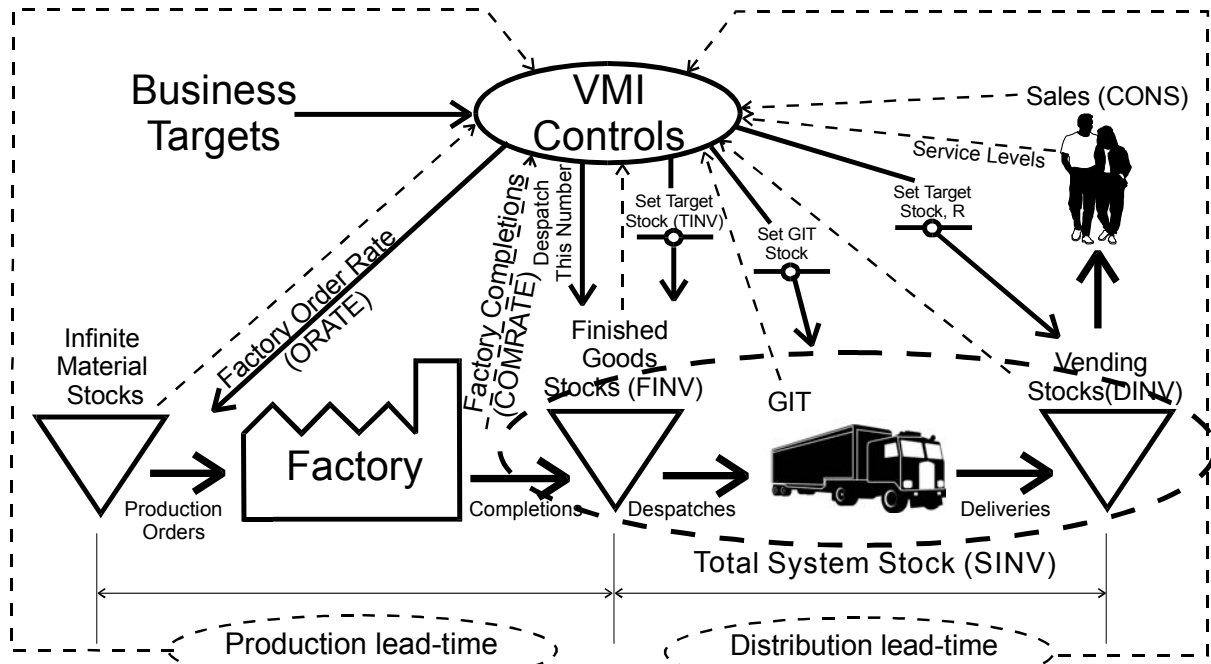 Business
Targets
VMI
Controls
Sales (CONS)
Service Levels
Factory Order Rate
(ORATE)
Factory Completions
(COMRATE)
Despatch
This Number
Set Target
Stock (TINV)
Set GIT
Stock
Set Target
Stock, R
Infinite
Material
Stocks
Finished
Goods
Stocks (FINV)
GIT
Vending
Stocks(DINV)
Factory
Production
Orders
Completions
Despatches
Deliveries
Total System Stock (SINV)
Production lead-time
Distribution lead-time